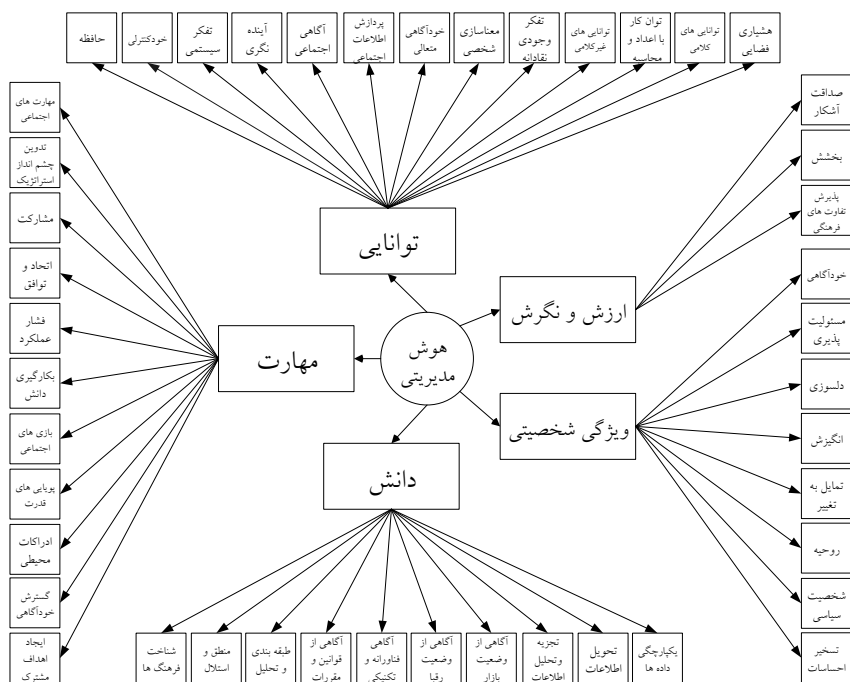 هشیاری
فضایی
توانایی های
کلامی
توان کار
با اعداد و
محاسبه
توانایی های
غیرکلامی
تفکر
وجودی
نقادانه
معناسازی
شخصی
خودآگاهی
متعالی
پردازش
اطلاعات
اجتماعی
آگاهی
اجتماعی
آینده
نگری
تفکر
سیستمی
خودکنترلی
حافظه
صداقت
آشکار
بخشش
پذیرش
تفاوت های
فرهنگی
خودآگاهی
مسئولیت
پذیری
دلسوزی
انگیزش
تمایل به
تغییر
روحیه
شخصیت
سیاسی
تسخیر
احساسات
توانایی
ارزش و نگرش
هوش
مدیریتی
مهارت
ویژگی شخصیتی
دانش
مهارت های
اجتماعی
تدوین
چشم انداز
استراتژیک
مشارکت
اتحاد و
توافق
فشار
عملکرد
بکارگیری
دانش
بازی های
اجتماعی
پویایی های
قدرت
ادراکات
محیطی
گسترش
خودآگاهی
ایجاد
اهداف
مشترک
یکپارچگی
داده ها
تحویل
اطلاعات
تجزیه
وتحلیل
اطلاعات
آگاهی از
وضعیت
بازار
آگاهی از
وضعیت
رقبا
آگاهی
فناورانه و
تکنیکی
آگاهی از
قوانین و
مقررات
طبقه بندی
و تحلیل
منطق و
استلال
شناخت
فرهنگ ها